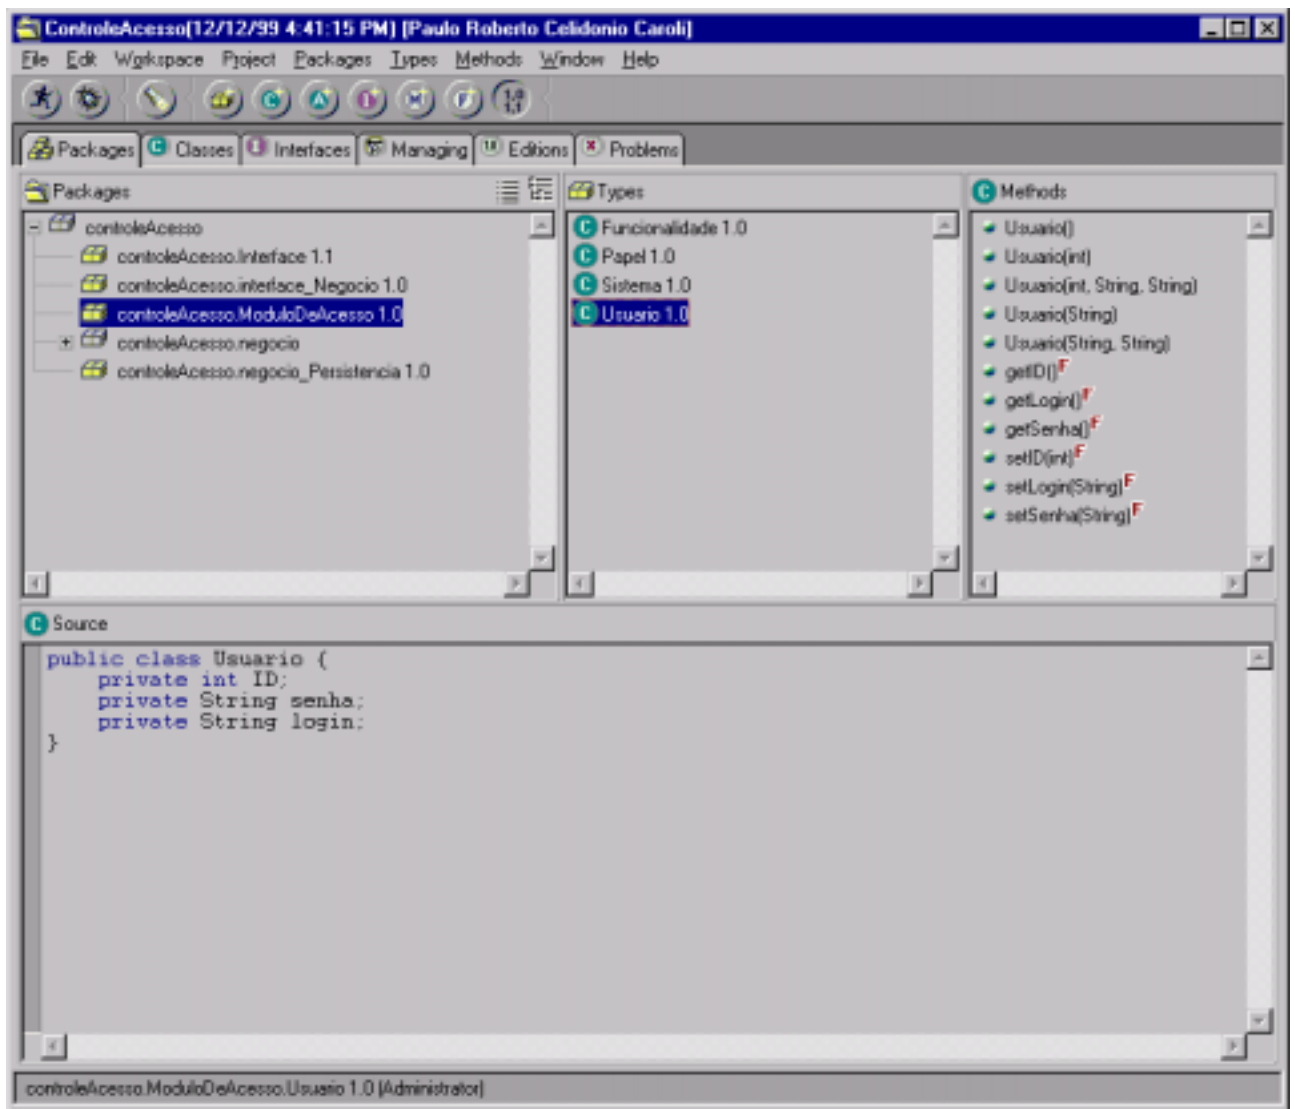 ControleAcesso[12/12/99 4:41:15 PM] [Paulo Roberto Celidonio Caroli]
File Edit Workspace Project Packages Types Methods Window Help
Packages Classes Interfaces Managing Editions Problems
Packages
controleAcesso
controleAcesso.Interface 1.1
controleAcesso.interface_Negocio 1.0
controleAcesso.ModuloDeAcesso 1.0
controleAcesso.negocio
controleAcesso.negocio_Persistencia 1.0
Types
Funcionalidade 1.0
Papel 1.0
Sistema 1.0
Usuario 1.0
Methods
Usuario()
Usuario(int)
Usuario(int, String, String)
Usuario(String)
Usuario(String, String)
getID() F
getLogin() F
getSenha() F
setID(int) F
setLogin(String) F
setSenha(String) F
Source
public class Usuario {
private int ID;
private String senha;
private String login;
}
controleAcesso.ModuloDeAcesso.Usuario 1.0 (Administrator)